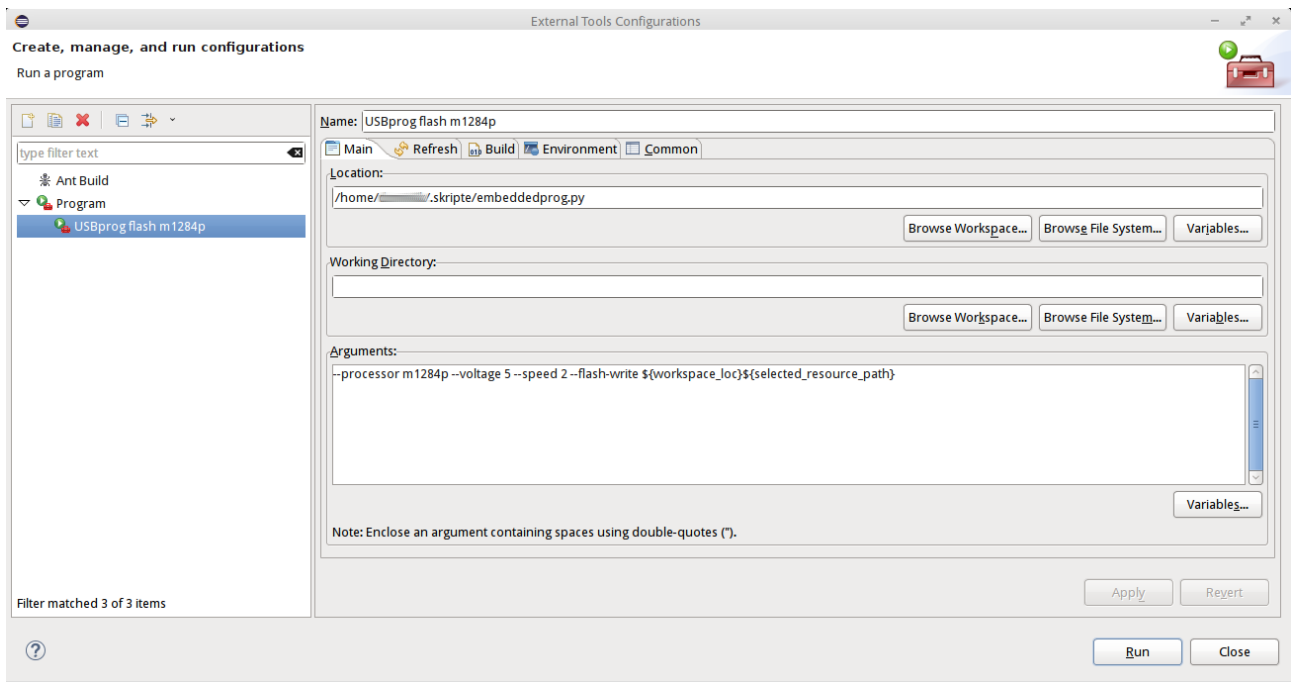 External Tools Configurations
Create, manage, and run configurations
Run a program
type filter text
Ant Build
Program
USBprog flash m1284p
Filter matched 3 of 3 items
Name: USBprog flash m1284p
Main Refresh Build Environment Common
Location:
/home/ /.skripte/embeddedprog.py
Browse Workspace... Browse File System... Variables...
Working Directory:
Browse Workspace... Browse File System... Variables...
Arguments:
--processor m1284p --voltage 5 --speed 2 --flash-write ${workspace_loc}${selected_resource_path}
Variables...
Note: Enclose an argument containing spaces using double-quotes (").
Apply Revert
? Run Close